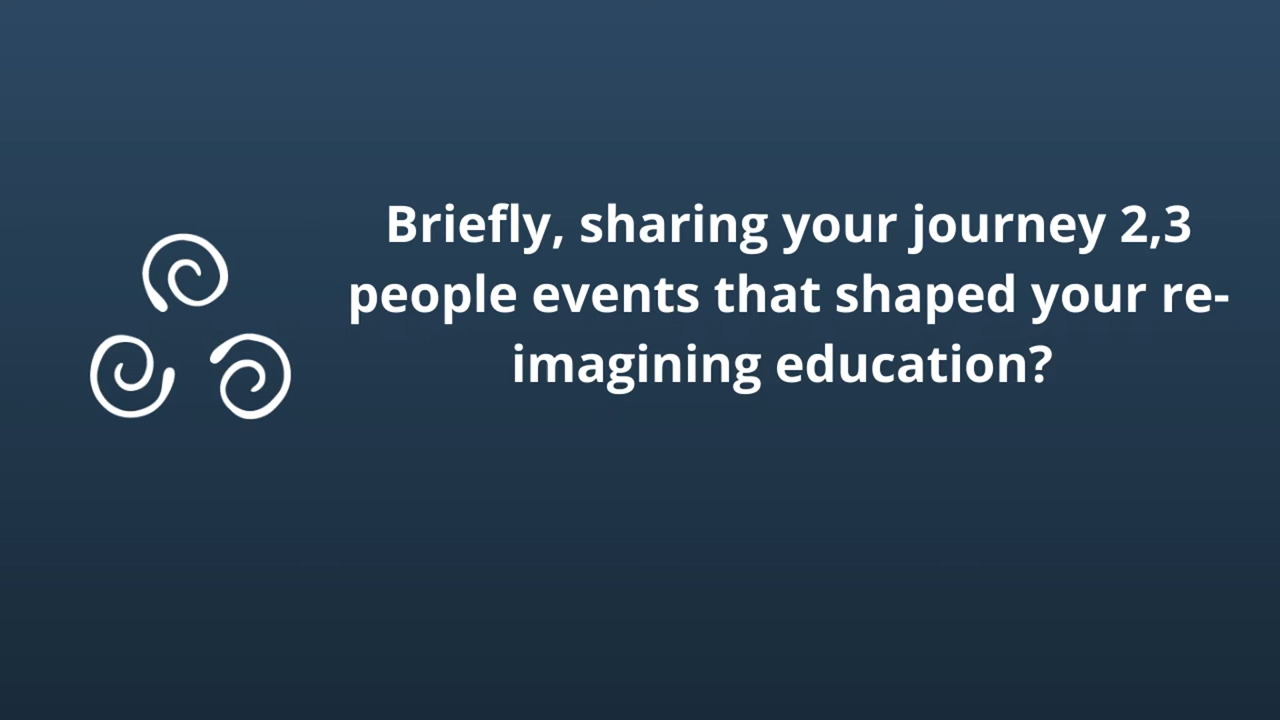 Briefly, sharing your journey 2,3
people events that shaped your re-
imagining education?